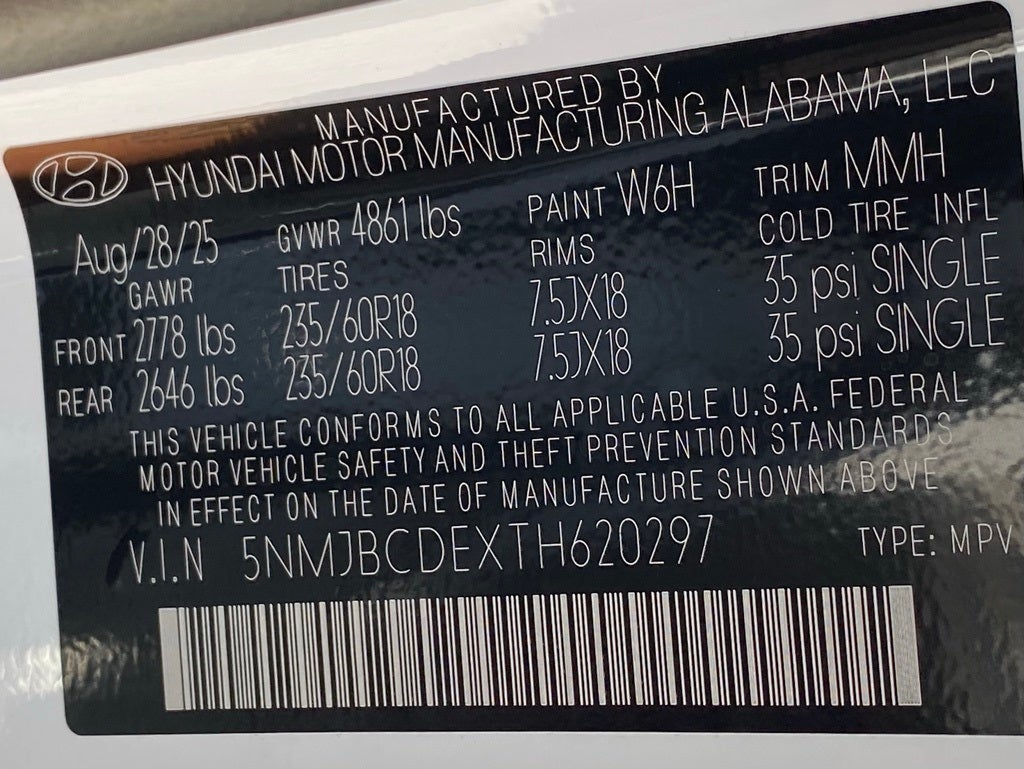 MANUFACTURED BY
HYUNDAI MOTOR MANUFACTURING ALABAMA, LLC
Aug/28/25 GVWR 4861 lbs PAINT W6H TRIM MMH
GAWR TIRES RIMS COLD TIRE INFL
FRONT 2778 lbs 235/60R18 7.5JX18 35 psi SINGLE
REAR 2646 lbs 235/60R18 7.5JX18 35 psi SINGLE
THIS VEHICLE CONFORMS TO ALL APPLICABLE U.S.A. FEDERAL
MOTOR VEHICLE SAFETY AND THEFT PREVENTION STANDARDS
IN EFFECT ON THE DATE OF MANUFACTURE SHOWN ABOVE
V.I.N 5NMJBCDEXTH620297 TYPE: MPV